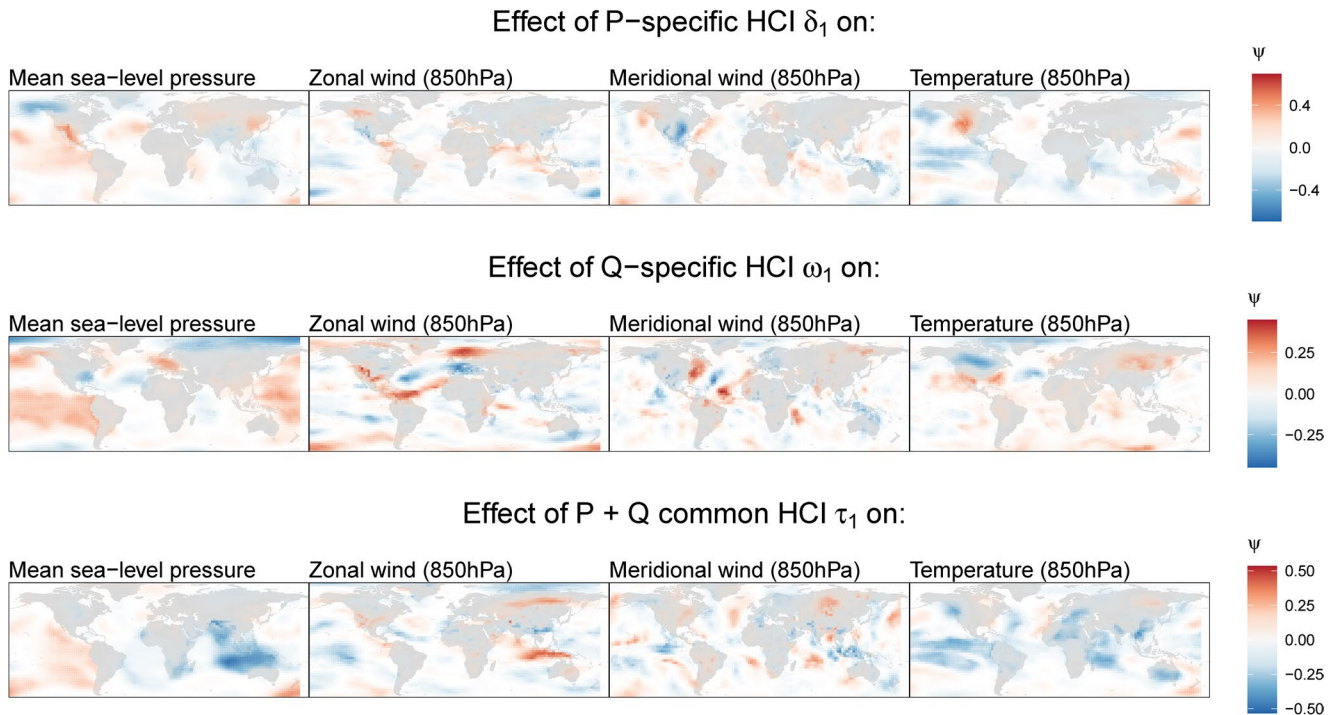 Effect of P−specific HCI δ1 on:
ψ
Mean sea−level pressure Zonal wind (850hPa) Meridional wind (850hPa) Temperature (850hPa)
0.4
0.0
−0.4
Effect of Q−specific HCI ω1 on:
ψ
Mean sea−level pressure Zonal wind (850hPa) Meridional wind (850hPa) Temperature (850hPa)
0.25
0.00
−0.25
Effect of P + Q common HCI τ1 on:
ψ
Mean sea−level pressure Zonal wind (850hPa) Meridional wind (850hPa) Temperature (850hPa)
0.50
0.25
0.00
−0.25
−0.50